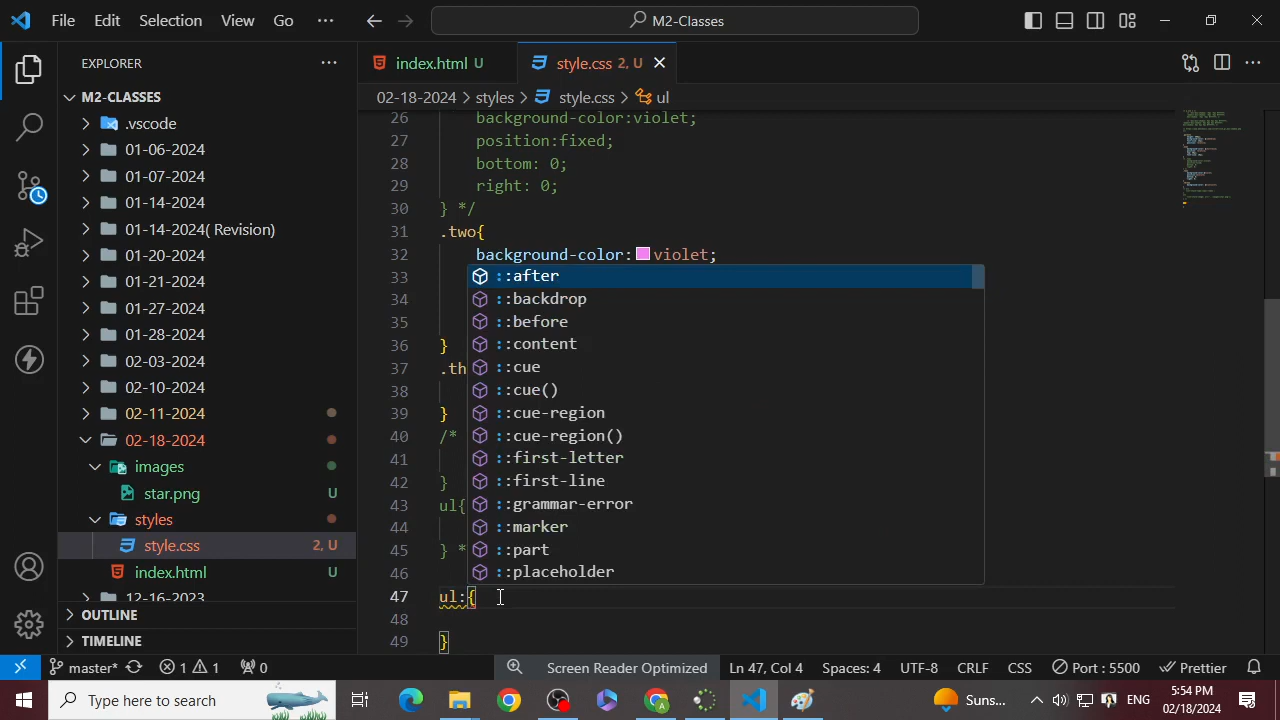 File Edit Selection View Go ··· M2-Classes
EXPLORER ···
M2-CLASSES
.vscode
01-06-2024
01-07-2024
01-14-2024
01-14-2024( Revision)
01-20-2024
01-21-2024
01-27-2024
01-28-2024
02-03-2024
02-10-2024
02-11-2024
02-18-2024
images
star.png U
styles
style.css 2, U
index.html U
12-16-2023
OUTLINE
TIMELINE
index.html U style.css 2, U
02-18-2024 > styles > style.css > ul
26 background-color:violet;
27 position:fixed;
28 bottom: 0;
29 right: 0;
30 } */
31 .two{
32 background-color:violet;
33 ::after
::backdrop
34
35 ::before
36 } ::content
37 .th ::cue
38 ::cue()
39 } ::cue-region
40 /* ::cue-region()
41 ::first-letter
42 } ::first-line
43 ul{ ::grammar-error
44 ::marker
45 } * ::part
46 ::placeholder
47 ul:{
48
49 }
master* 1 1 0 Screen Reader Optimized Ln 47, Col 4 Spaces: 4 UTF-8 CRLF CSS Port : 5500 Prettier
Type here to search Suns... ENG 5:54 PM
02/18/2024